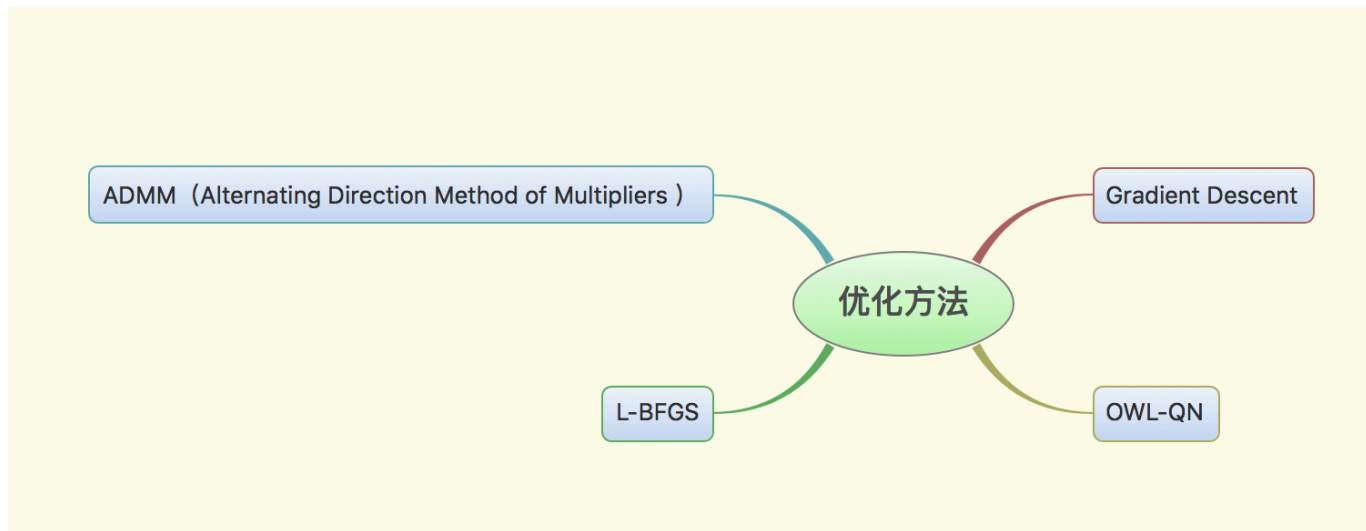 ADMM（Alternating Direction Method of Multipliers ）
Gradient Descent
优化方法
L-BFGS
OWL-QN